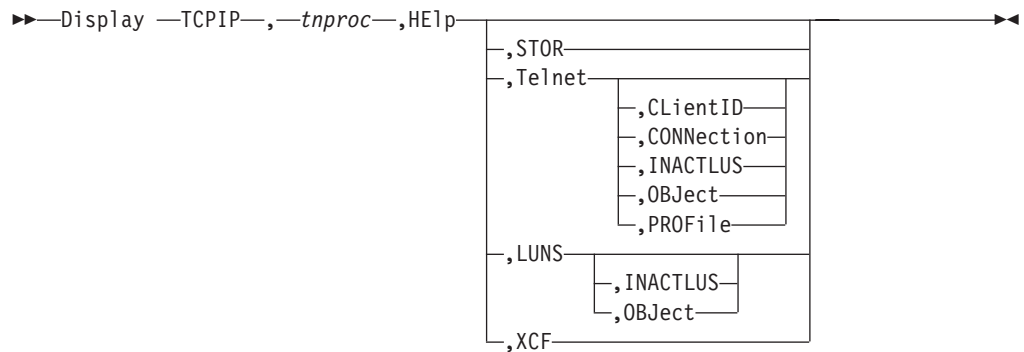 Display TCPIP , tnproc ,HElp
,STOR
,Telnet
,CLientID
,CONNection
,INACTLUS
,OBJect
,PROFile
,LUNS
,INACTLUS
,OBJect
,XCF